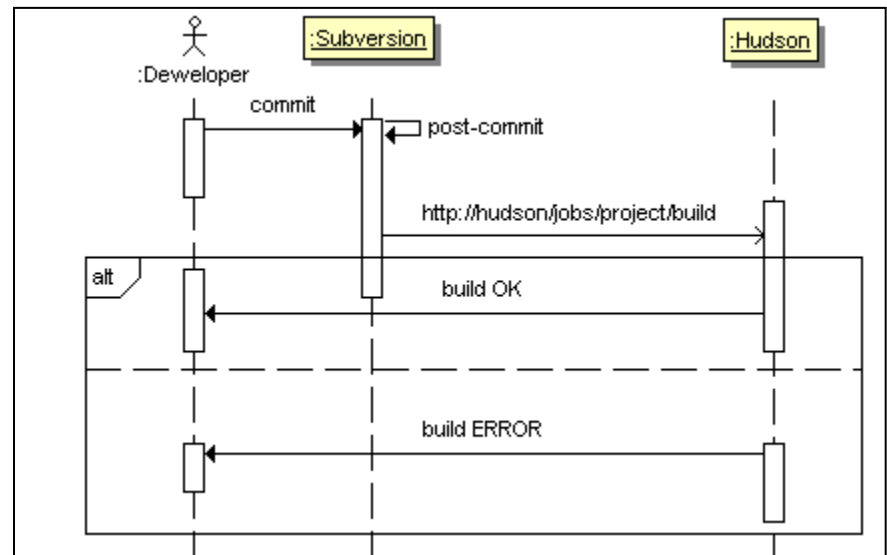 :Subversion
:Hudson
:Deweloper
commit
post-commit
http://hudson/jobs/project/build
alt
build OK
build ERROR